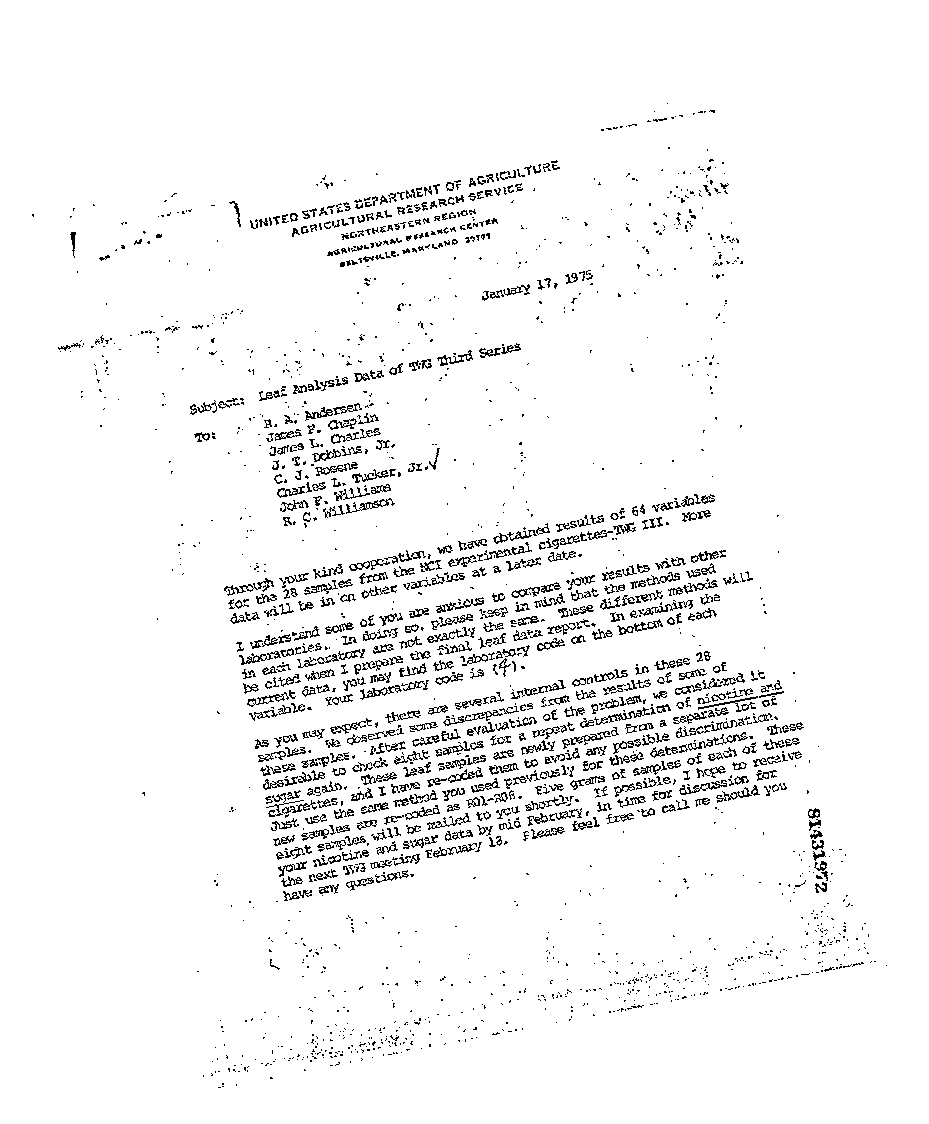 UNITED STATES DEPARTMENT OF AGRICULTURE
AGRICULTURAL RESEARCH SERVICE
NORTHEASTERN REGION
AGRICULTURAL RESEARCH CENTER
BELTSVILLE, MARYLAND 20705
January 17, 1975
Subject: Leaf Analysis Data of TWG Third Series
To: R. A. Andersen
James F. Chaplin
James L. Charles
J. T. Dobbins, Jr.
C. J. Rosene
Charles L. Tucker, Jr. ✓
John F. Williams
R. C. Williamson
Through your kind cooperation, we have obtained results of 64 variables
for the 28 samples from the NCI experimental cigarettes-TWG III. More
data will be in on other variables at a later date.
I understand some of you are anxious to compare your results with other
laboratories. In doing so, please keep in mind that the methods used
in each laboratory are not exactly the same. These different methods will
be cited when I prepare the final leaf data report. In examining the
current data, you may find the laboratory code on the bottom of each
variable. Your laboratory code is (4).
As you may expect, there are several internal controls in these 28
samples. We observed some discrepancies from the results of some of
these samples. After careful evaluation of the problem, we considered it
desirable to check eight samples for a repeat determination of nicotine and
sugar again. These leaf samples are newly prepared from a separate lot of
cigarettes, and I have re-coded them to avoid any possible discrimination.
Just use the same method you used previously for these determinations. These
new samples are re-coded as R01-R08. Five grams of samples of each of these
eight samples will be mailed to you shortly. If possible, I hope to receive
your nicotine and sugar data by mid February, in time for discussion for
the next TWG meeting February 18. Please feel free to call me should you
have any questions.
81431972